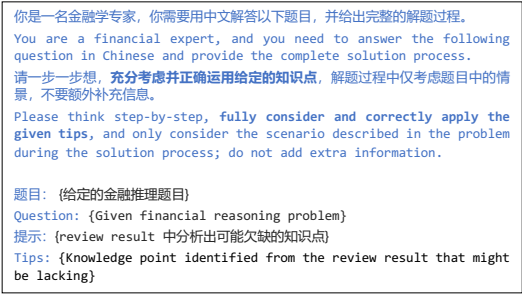 你是一名金融学专家，你需要用中文解答以下题目，并给出完整的解题过程。
You are a financial expert, and you need to answer the following
question in Chinese and provide the complete solution process.
请一步一步想，充分考虑并正确运用给定的知识点，解题过程中仅考虑题目中的情
景，不要额外补充信息。
Please think step-by-step, fully consider and correctly apply the
given tips, and only consider the scenario described in the problem
during the solution process; do not add extra information.
题目：{给定的金融推理题目}
Question: {Given financial reasoning problem}
提示：{review result 中分析出可能欠缺的知识点}
Tips: {Knowledge point identified from the review result that might
be lacking}